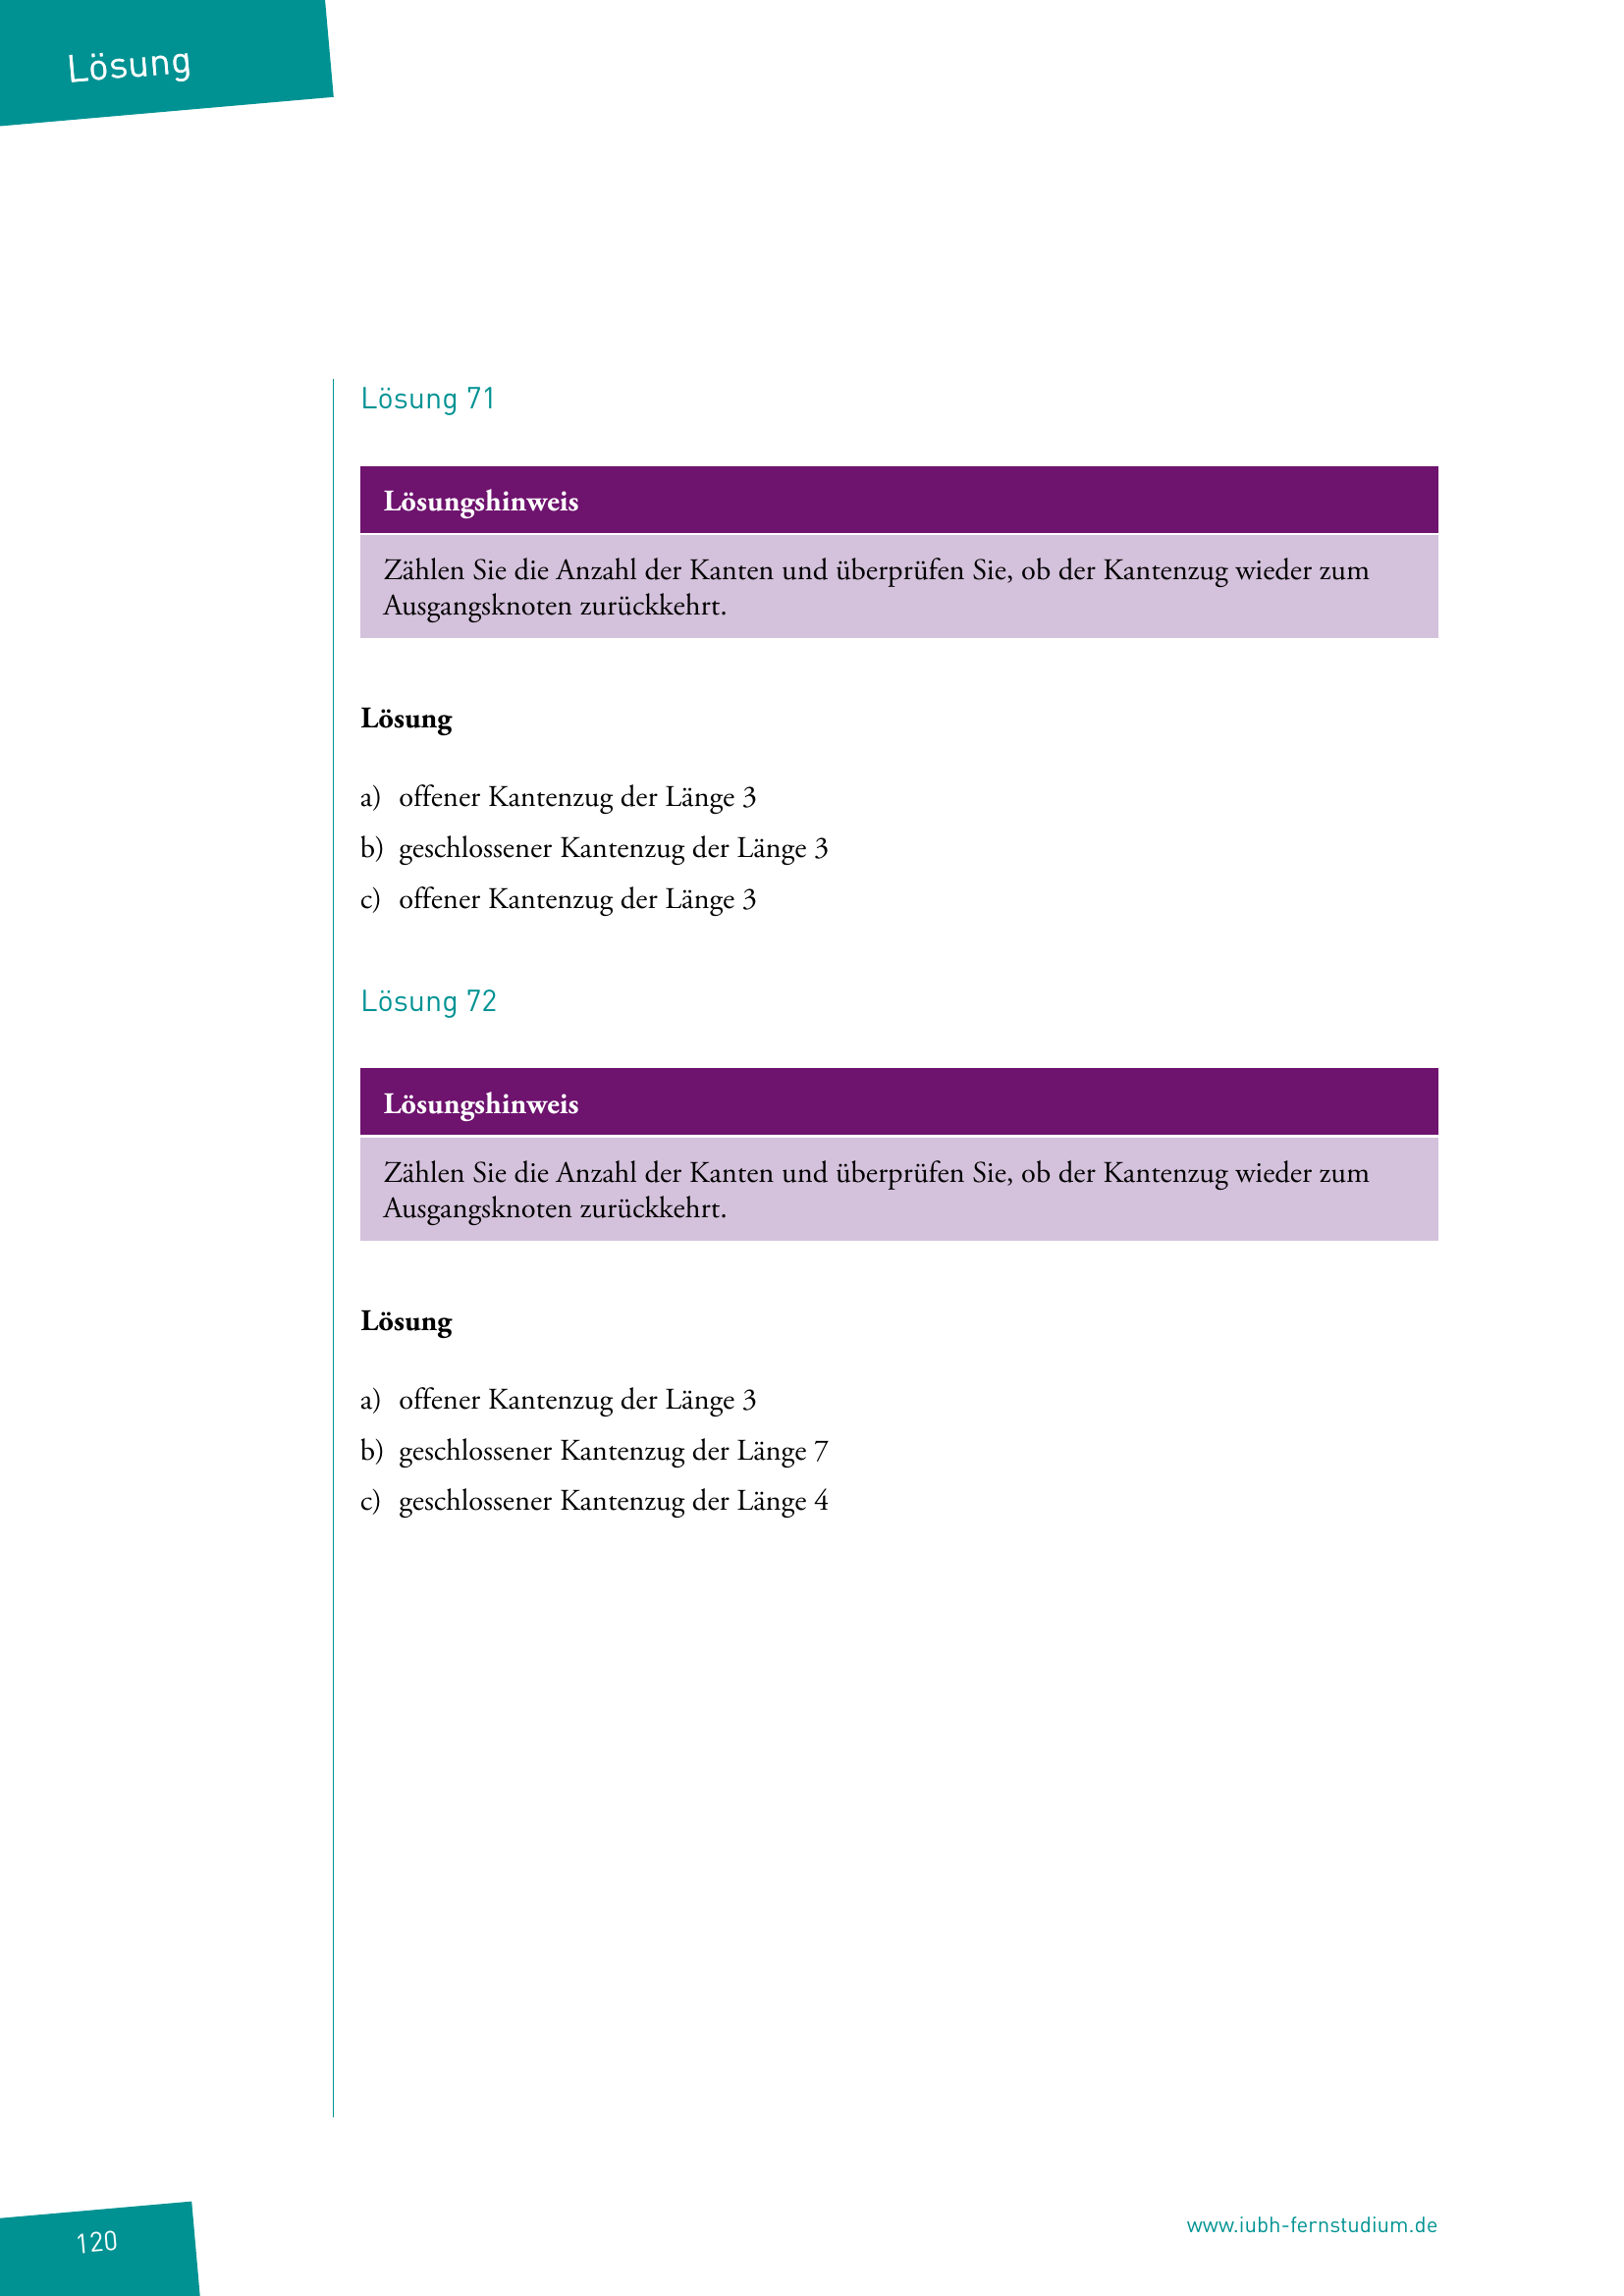 Lösung
Lösung 71
Lösungshinweis
Zählen Sie die Anzahl der Kanten und überprüfen Sie, ob der Kantenzug wieder zum
Ausgangsknoten zurückkehrt.
Lösung
a) offener Kantenzug der Länge 3
b) geschlossener Kantenzug der Länge 3
c) offener Kantenzug der Länge 3
Lösung 72
Lösungshinweis
Zählen Sie die Anzahl der Kanten und überprüfen Sie, ob der Kantenzug wieder zum
Ausgangsknoten zurückkehrt.
Lösung
a) offener Kantenzug der Länge 3
b) geschlossener Kantenzug der Länge 7
c) geschlossener Kantenzug der Länge 4
120
www.iubh-fernstudium.de